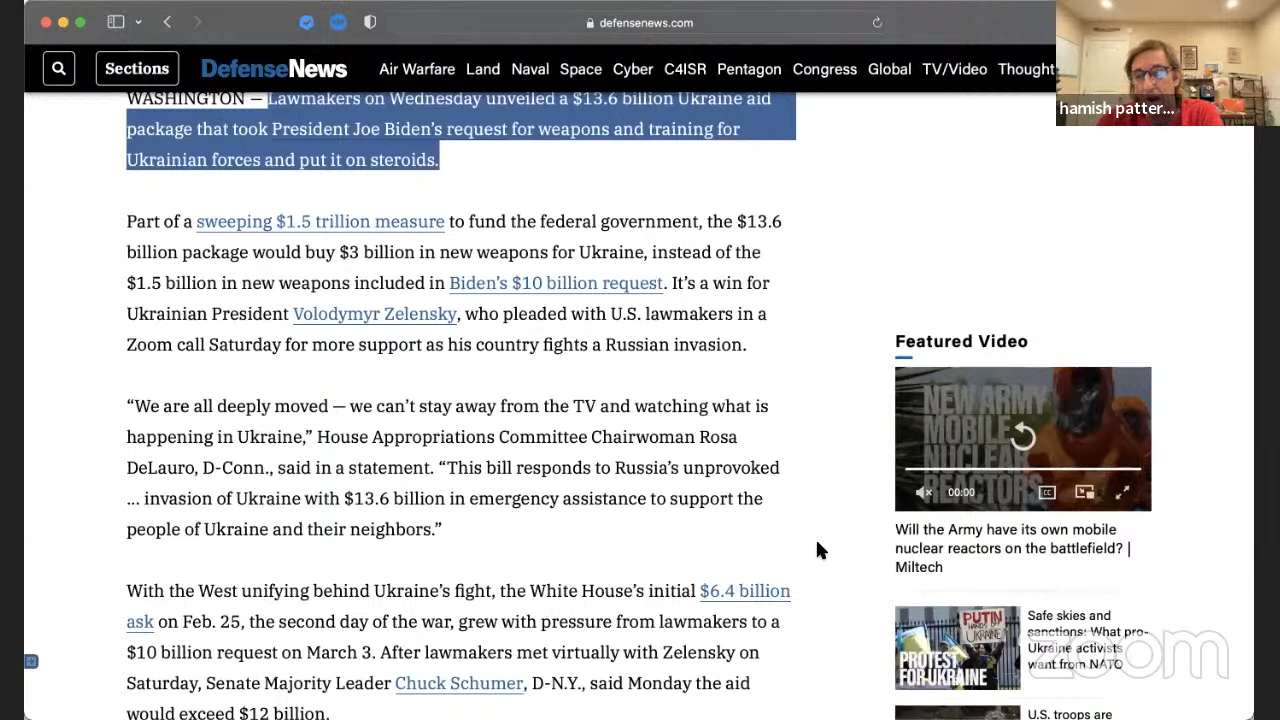 defensenews.com
Sections
DefenseNews
Air Warfare Land Naval Space Cyber C4ISR Pentagon Congress Global TV/Video Thought
hamish patter...
WASHINGTON — Lawmakers on Wednesday unveiled a $13.6 billion Ukraine aid
package that took President Joe Biden’s request for weapons and training for
Ukrainian forces and put it on steroids.
Part of a sweeping $1.5 trillion measure to fund the federal government, the $13.6
billion package would buy $3 billion in new weapons for Ukraine, instead of the
$1.5 billion in new weapons included in Biden’s $10 billion request. It’s a win for
Ukrainian President Volodymyr Zelensky, who pleaded with U.S. lawmakers in a
Zoom call Saturday for more support as his country fights a Russian invasion.
“We are all deeply moved — we can’t stay away from the TV and watching what is
happening in Ukraine,” House Appropriations Committee Chairwoman Rosa
DeLauro, D-Conn., said in a statement. “This bill responds to Russia’s unprovoked
... invasion of Ukraine with $13.6 billion in emergency assistance to support the
people of Ukraine and their neighbors.”
With the West unifying behind Ukraine’s fight, the White House’s initial $6.4 billion
ask on Feb. 25, the second day of the war, grew with pressure from lawmakers to a
$10 billion request on March 3. After lawmakers met virtually with Zelensky on
Saturday, Senate Majority Leader Chuck Schumer, D-N.Y., said Monday the aid
would exceed $12 billion.
Featured Video
NEW ARMY
MOBILE
NUCLEAR
REACTORS
00:00
CC
Will the Army have its own mobile
nuclear reactors on the battlefield? |
Miltech
PUTIN
HANDS OFF
UKRAINE
PROTEST
FOR UKRAINE
Safe skies and
sanctions: What pro-
Ukraine activists
want from NATO
U.S. troops are
zoom